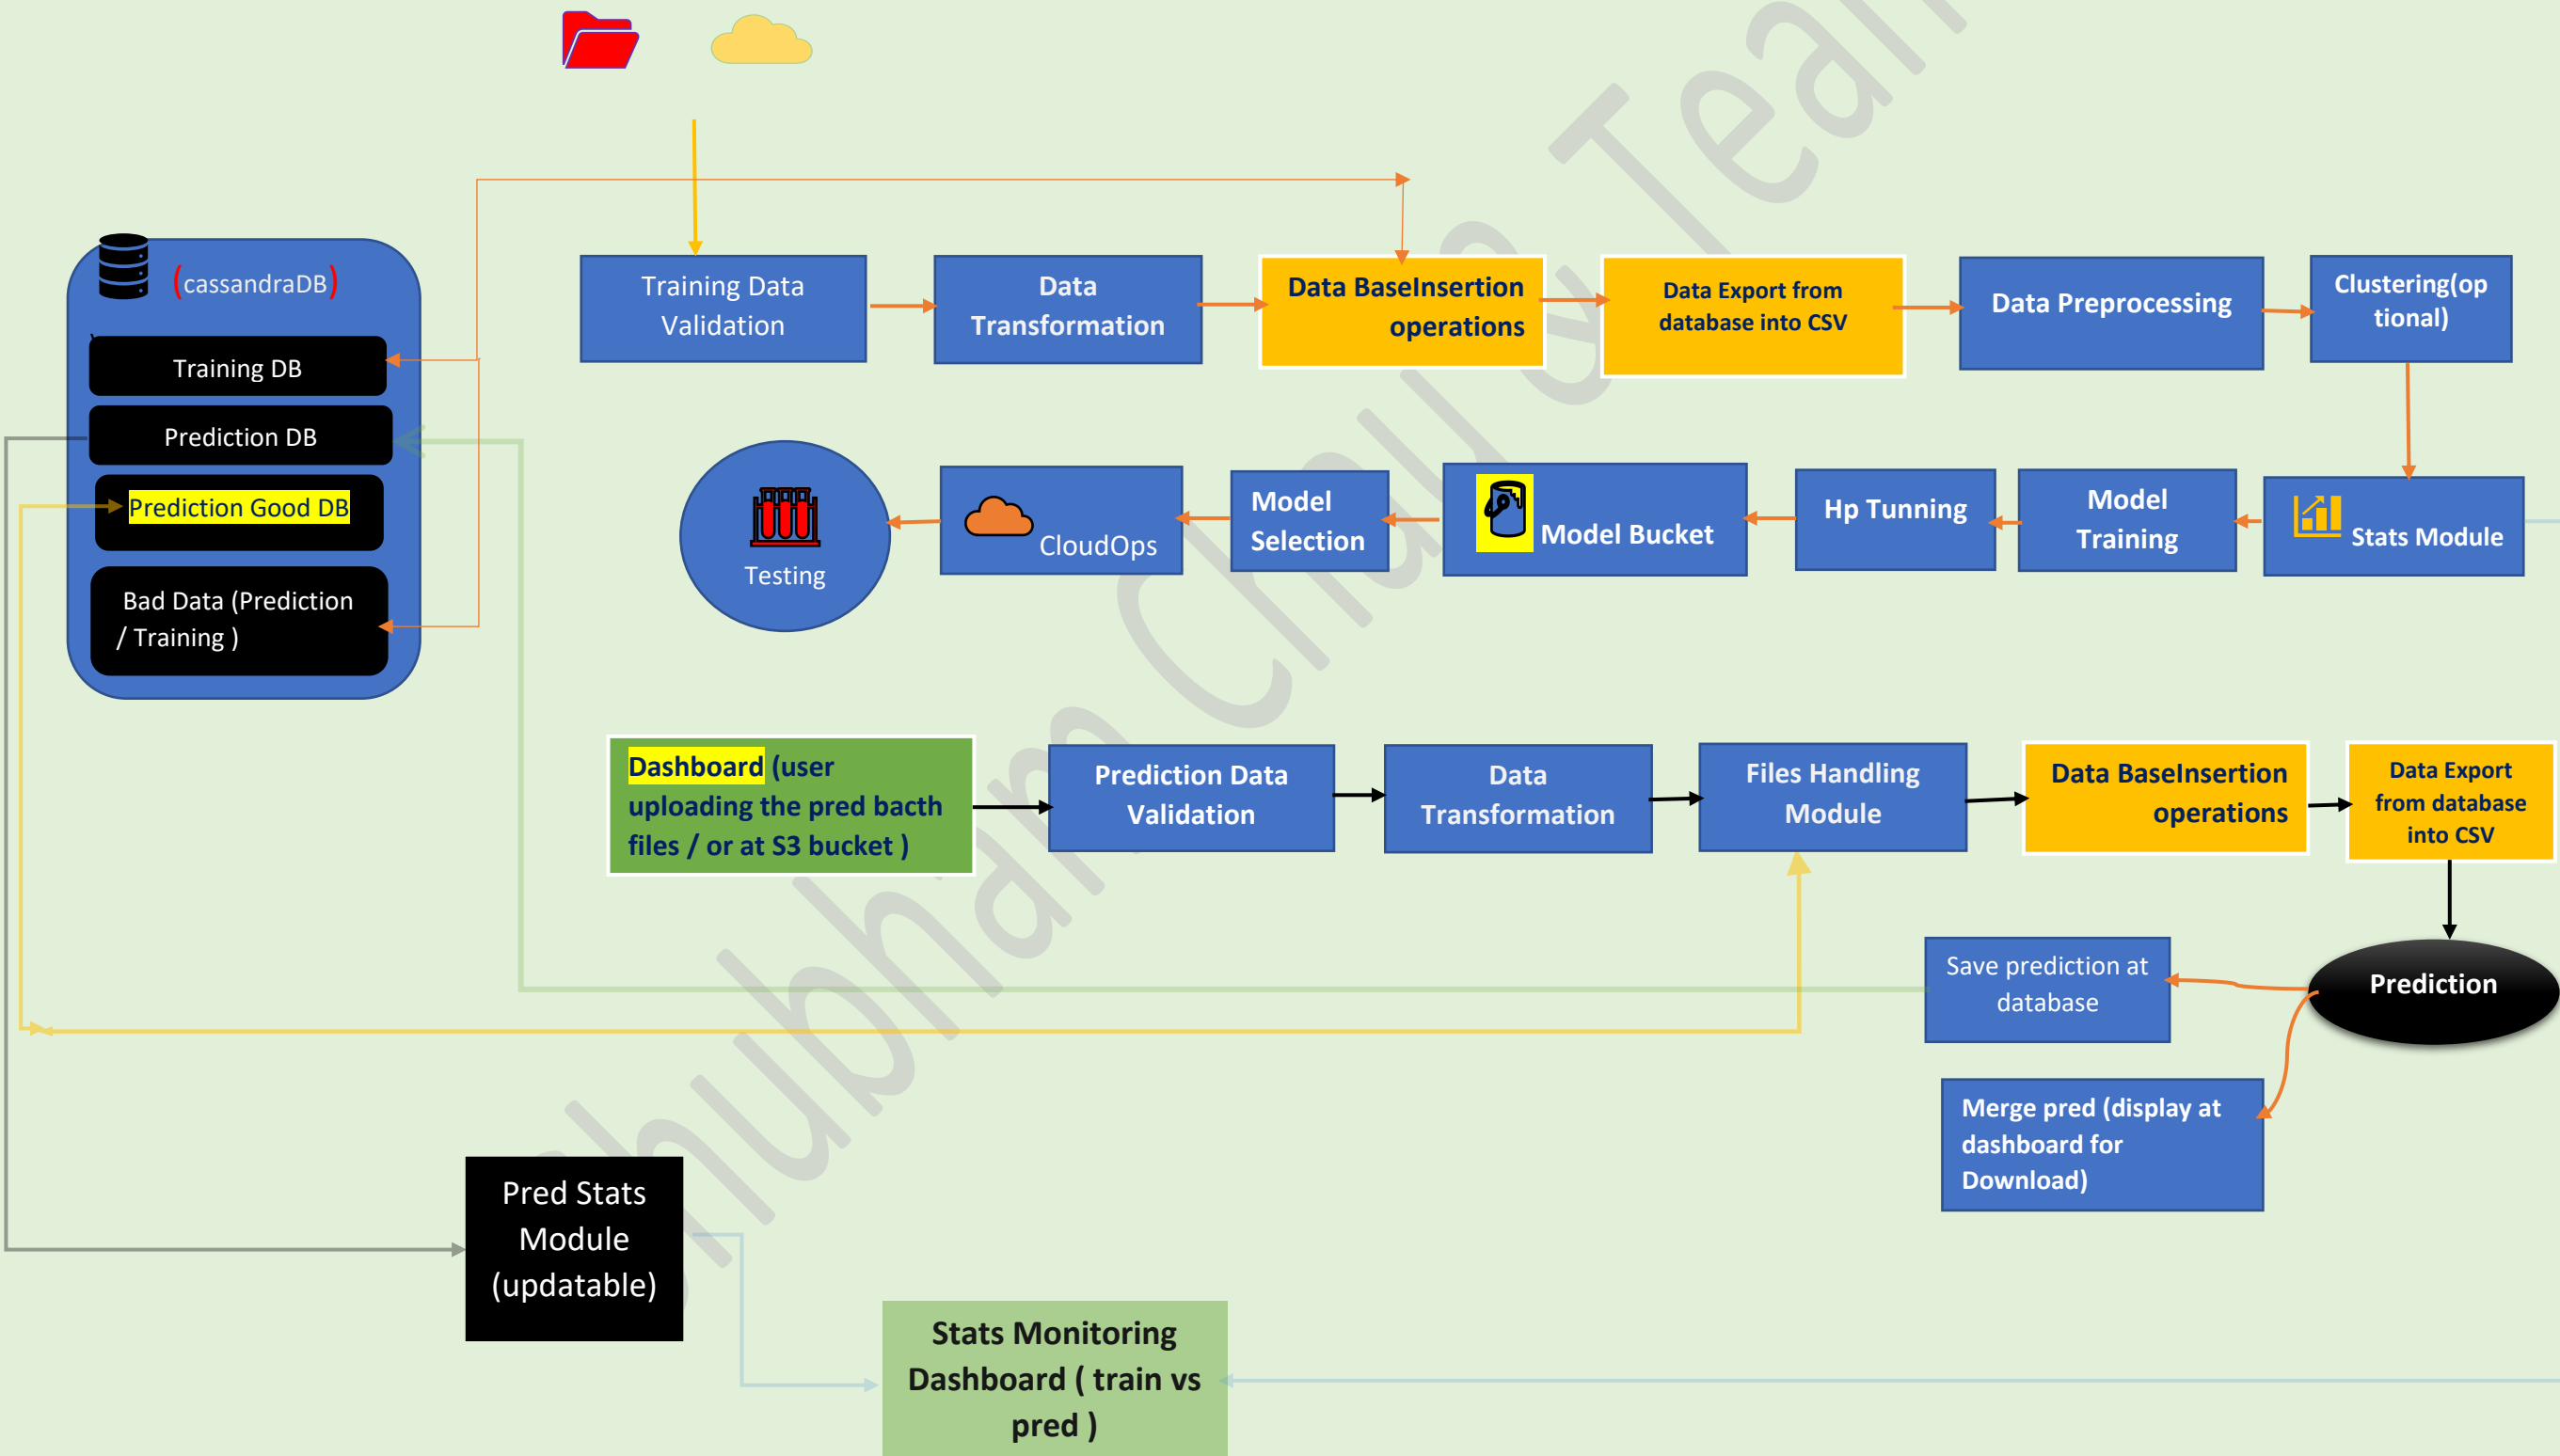 (cassandraDB)
Training DB
Prediction DB
Prediction Good DB
Bad Data (Prediction
/ Training )
Training Data
Validation
Data
Transformation
Data BaseInsertion
operations
Data Export from
database into CSV
Data Preprocessing
Clustering(op
tional)
Testing
CloudOps
Model
Selection
Model Bucket
Hp Tunning
Model
Training
Stats Module
Dashboard (user
uploading the pred bacth
files / or at S3 bucket )
Prediction Data
Validation
Data
Transformation
Files Handling
Module
Data BaseInsertion
operations
Data Export
from database
into CSV
Save prediction at
database
Prediction
Merge pred (display at
dashboard for
Download)
Pred Stats
Module
(updatable)
Stats Monitoring
Dashboard ( train vs
pred )
Shubham Chau & Team